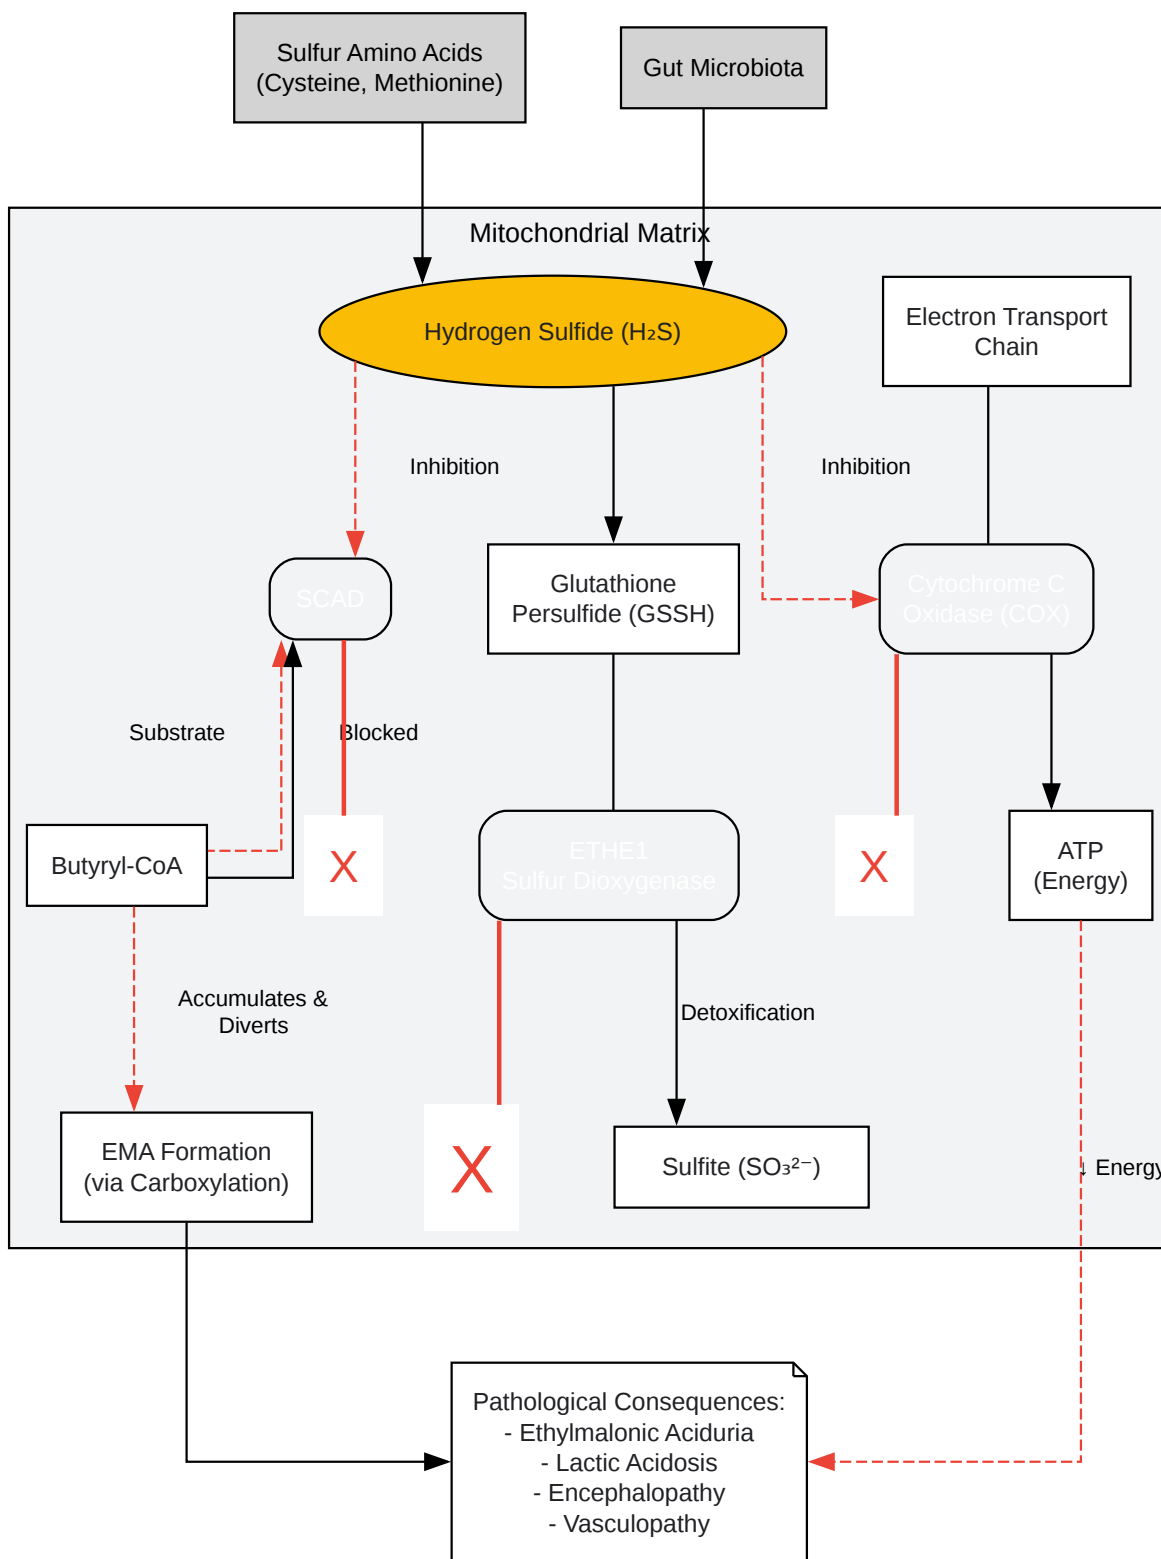 Sulfur Amino Acids
(Cysteine, Methionine)
Gut Microbiota
Mitochondrial Matrix
Hydrogen Sulfide (H₂S)
Electron Transport
Chain
Inhibition
Inhibition
SCAD
Glutathione
Persulfide (GSSH)
Cytochrome C
Oxidase (COX)
Substrate
Blocked
Butyryl-CoA
X
ETHE1
Sulfur Dioxygenase
X
ATP
(Energy)
Accumulates &
Diverts
Detoxification
EMA Formation
(via Carboxylation)
X
Sulfite (SO₃²⁻)
↓ Energy
Pathological Consequences:
- Ethylmalonic Aciduria
- Lactic Acidosis
- Encephalopathy
- Vasculopathy